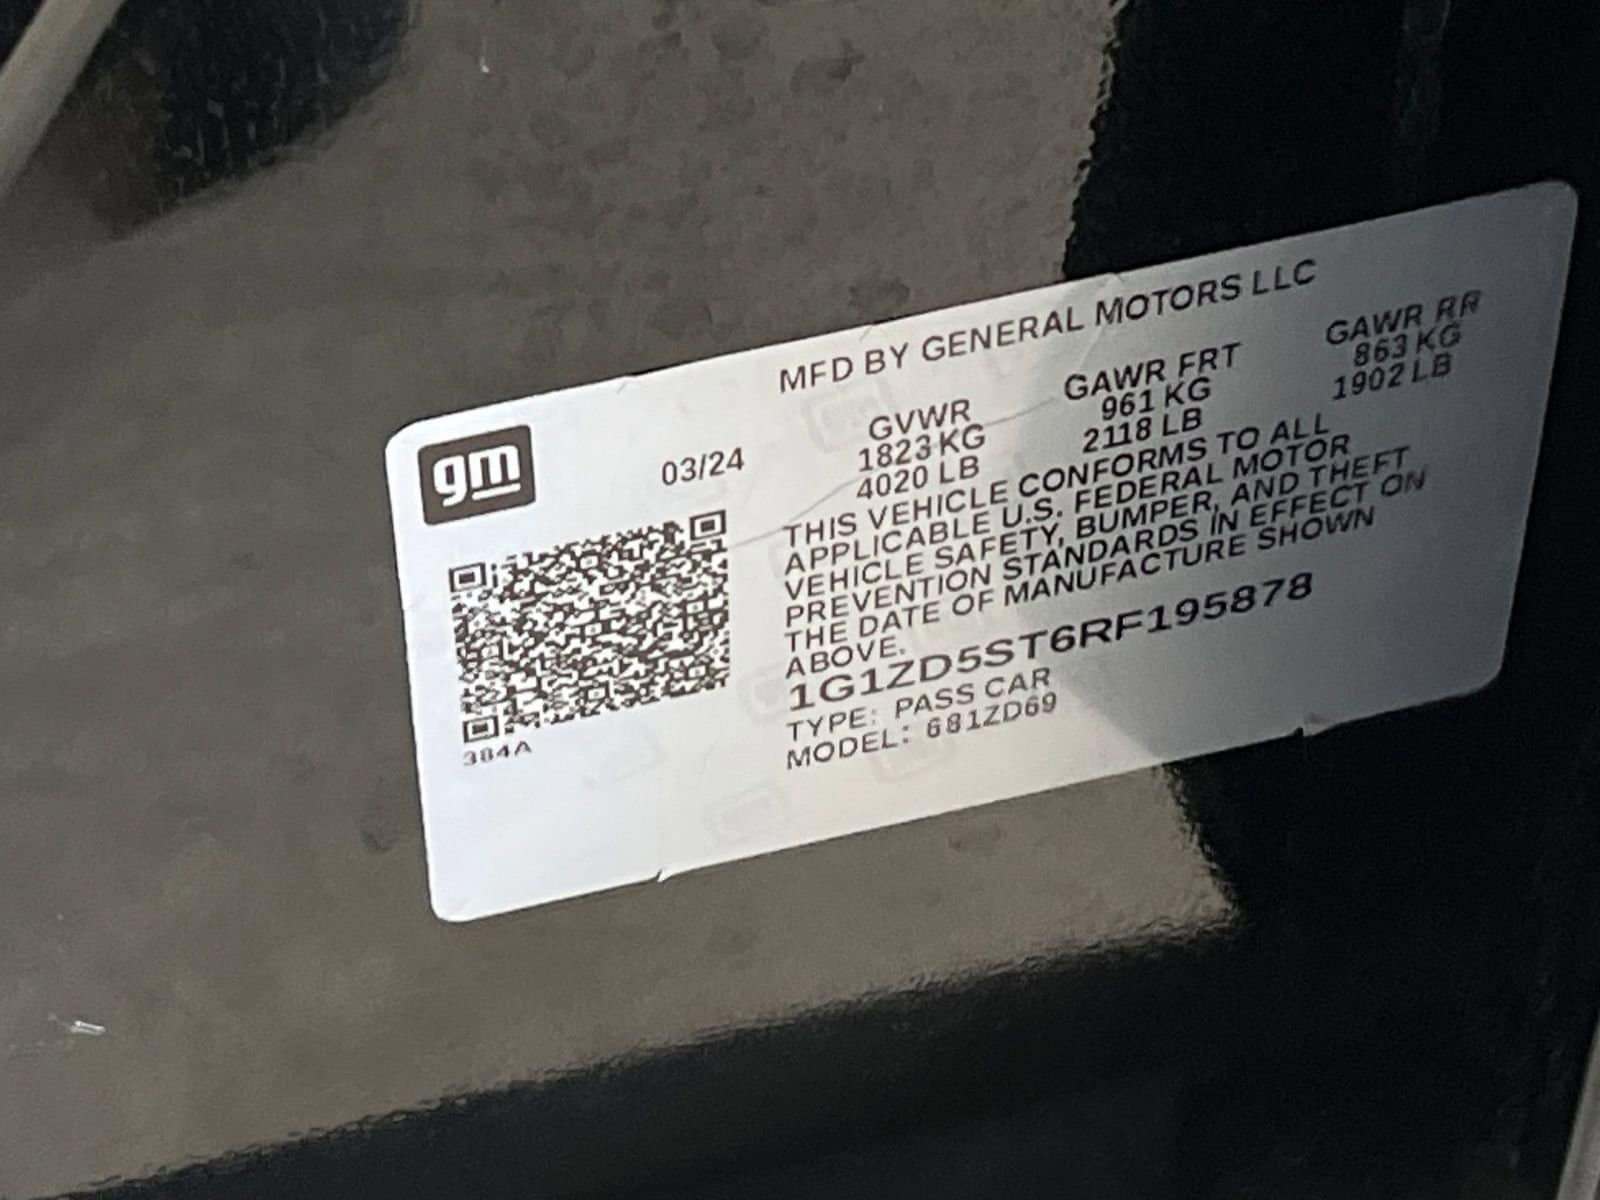 MFD BY GENERAL MOTORS LLC
gm
03/24
GVWR GAWR FRT GAWR RR
1823 KG 961 KG 863 KG
4020 LB 2118 LB 1902 LB
THIS VEHICLE CONFORMS TO ALL
APPLICABLE U.S. FEDERAL MOTOR
VEHICLE SAFETY, BUMPER, AND THEFT
PREVENTION STANDARDS IN EFFECT ON
THE DATE OF MANUFACTURE SHOWN
ABOVE.
1G1ZD5ST6RF195878
TYPE: PASS CAR
MODEL: 681ZD69
384A